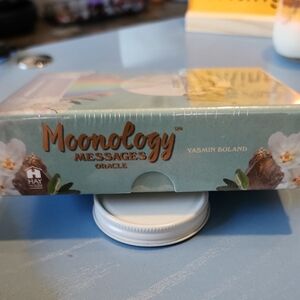 Moonology™
MESSAGES
ORACLE
YASMIN BOLAND
HAY
HOUSE